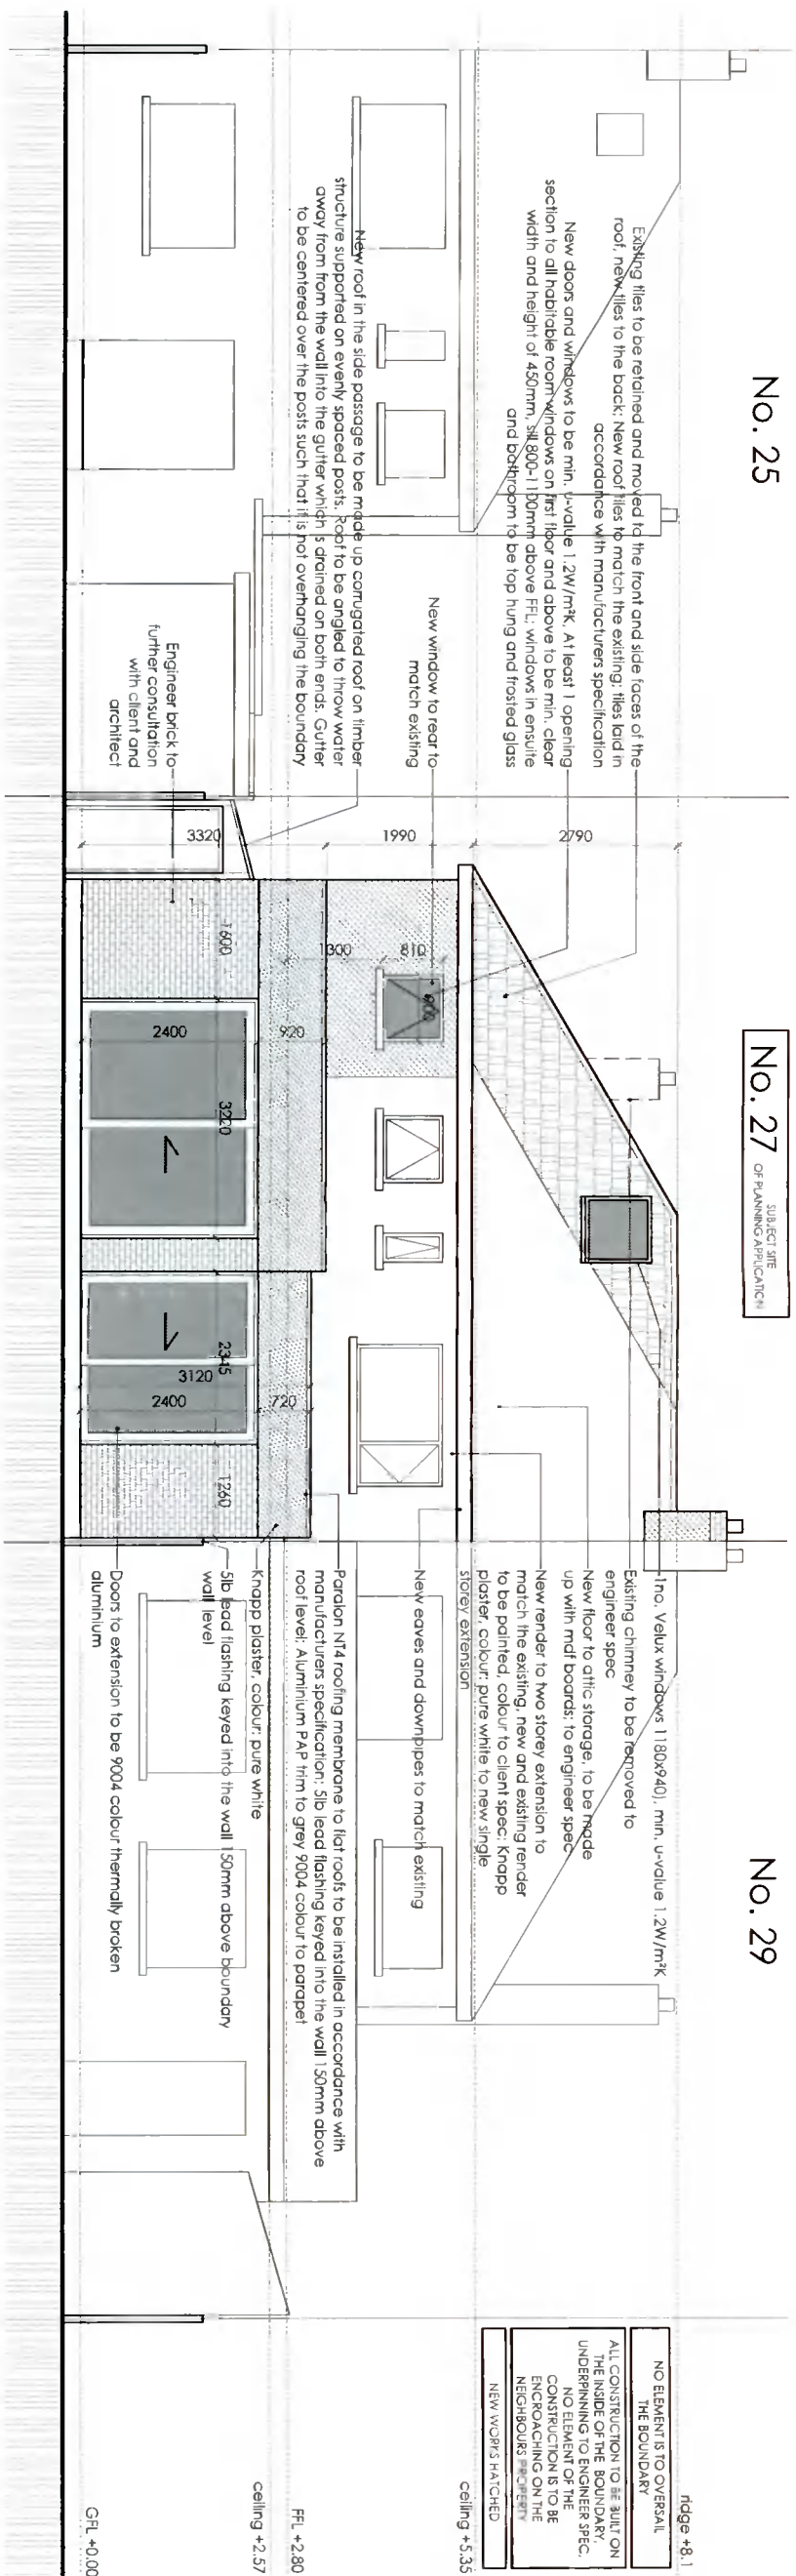 No. 25
No. 27
SUBJECT SITE
OF PLANNING APPLICATION
No. 29
Existing tiles to be retained and moved to the front and side faces of the
roof, new tiles to the back; New roof tiles to match the existing; tiles laid in
accordance with manufacturers specification
New doors and windows to be min. u-value 1.2W/m²K. At least 1 opening
section to all habitable room windows on first floor and above to be min. clear
width and height of 450mm, sill 800-1100mm above FFL; windows in ensuite
and bathroom to be top hung and frosted glass
New window to rear to
match existing
New roof in the side passage to be made up corrugated roof on timber
structure supported on evenly spaced posts. Roof to be angled to throw water
away from from the wall into the gutter which is drained on both ends. Gutter
to be centered over the posts such that it is not overhanging the boundary
Engineer brick to
further consultation
with client and
architect
2790
1990
3320
810
900
1300
920
1600
2400
3220
2345
3120
2400
720
1260
1no. Velux windows 1180x940), min. u-value 1.2W/m²K
Existing chimney to be removed to
engineer spec
New floor to attic storage, to be made
up with mdf boards; to engineer spec
New render to two storey extension to
match the existing, new and existing render
to be painted, colour to client spec; Knapp
plaster, colour: pure white to new single
storey extension
New eaves and downpipes to match existing
Paralon NT4 roofing membrane to flat roofs to be installed in accordance with
manufacturers specification; 5lb lead flashing keyed into the wall 150mm above
roof level; Aluminium PAP trim to grey 9004 colour to parapet
Knapp plaster, colour: pure white
5lb lead flashing keyed into the wall 150mm above boundary
wall level
Doors to extension to be 9004 colour thermally broken
aluminium
NO ELEMENT IS TO OVERSAIL
THE BOUNDARY
ALL CONSTRUCTION TO BE BUILT ON
THE INSIDE OF THE BOUNDARY.
UNDERPINNING TO ENGINEER SPEC.
NO ELEMENT OF THE
CONSTRUCTION IS TO BE
ENCROACHING ON THE
NEIGHBOURS PROPERTY
NEW WORKS HATCHED
ridge +8.1
ceiling +5.35
FFL +2.80
ceiling +2.57
GFL +0.00